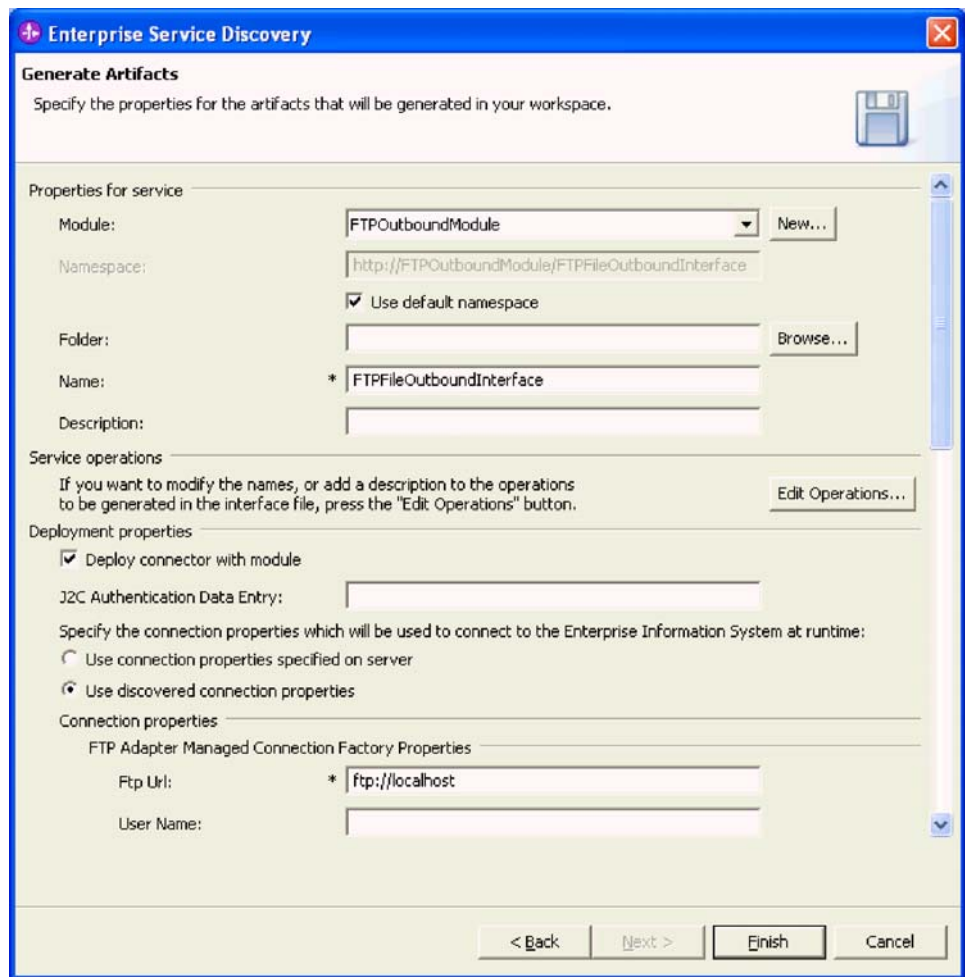 Enterprise Service Discovery
Generate Artifacts
Specify the properties for the artifacts that will be generated in your workspace.
Properties for service
Module:
FTPOutboundModule
New...
Namespace:
http://FTPOutboundModule/FTPFileOutboundInterface
Use default namespace
Folder:
Browse...
Name:
* FTPFileOutboundInterface
Description:
Service operations
If you want to modify the names, or add a description to the operations
to be generated in the interface file, press the "Edit Operations" button.
Edit Operations...
Deployment properties
Deploy connector with module
J2C Authentication Data Entry:
Specify the connection properties which will be used to connect to the Enterprise Information System at runtime:
Use connection properties specified on server
Use discovered connection properties
Connection properties
FTP Adapter Managed Connection Factory Properties
Ftp Url:
* ftp://localhost
User Name:
< Back
Next >
Finish
Cancel